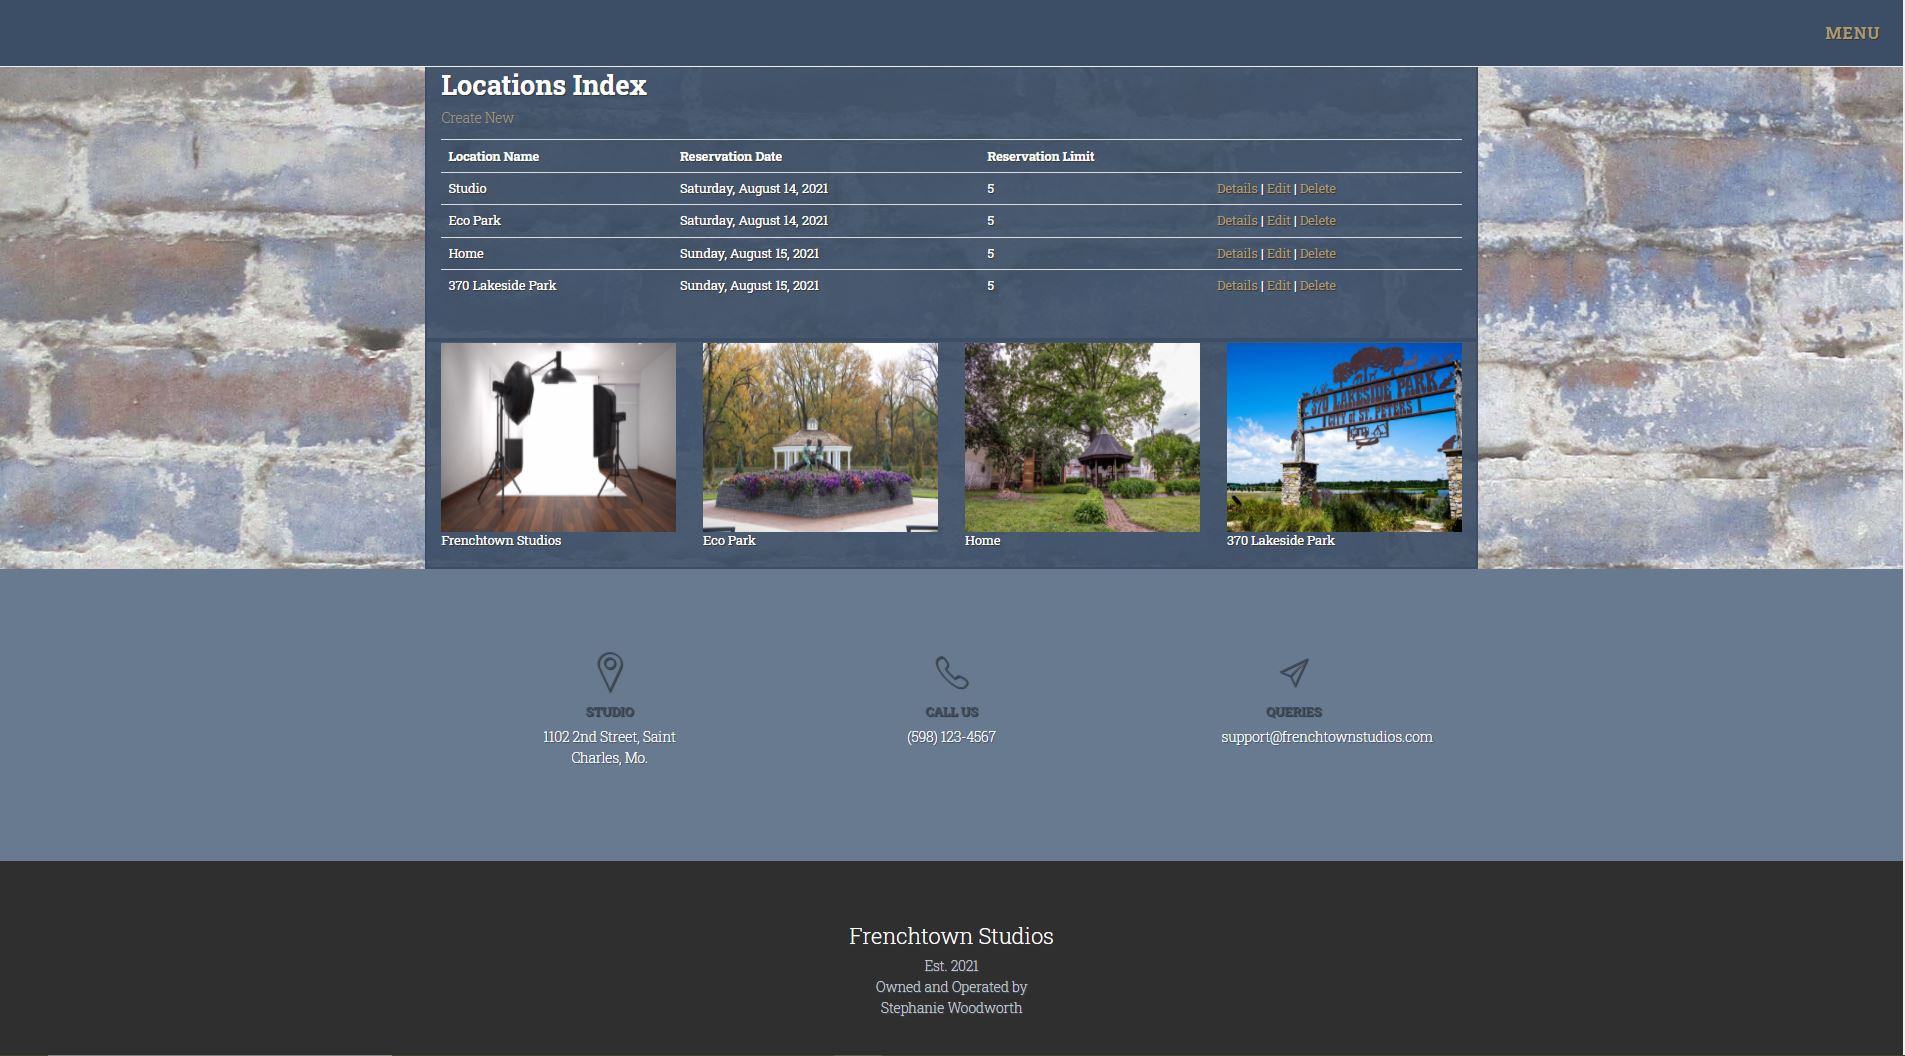 MENU
Locations Index
Create New
Location Name Reservation Date Reservation Limit
Studio Saturday, August 14, 2021 5 Details | Edit | Delete
Eco Park Saturday, August 14, 2021 5 Details | Edit | Delete
Home Sunday, August 15, 2021 5 Details | Edit | Delete
370 Lakeside Park Sunday, August 15, 2021 5 Details | Edit | Delete
370 LAKESIDE PARK
CITY of ST. PETERS
Frenchtown Studios Eco Park Home 370 Lakeside Park
STUDIO CALL US QUERIES
1102 2nd Street, Saint (598) 123-4567 support@frenchtownstudios.com
Charles, Mo.
Frenchtown Studios
Est. 2021
Owned and Operated by
Stephanie Woodworth